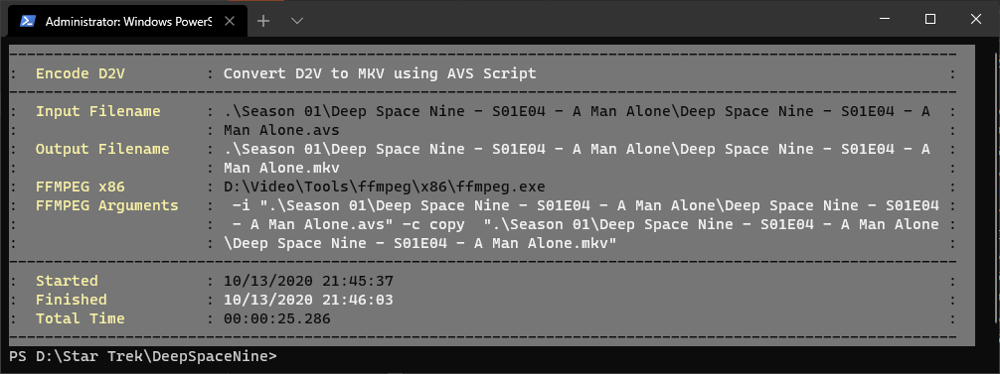 Administrator: Windows PowerS
: Encode D2V : Convert D2V to MKV using AVS Script :
: Input Filename : .\Season 01\Deep Space Nine - S01E04 - A Man Alone\Deep Space Nine - S01E04 - A :
: : Man Alone.avs :
: Output Filename : .\Season 01\Deep Space Nine - S01E04 - A Man Alone\Deep Space Nine - S01E04 - A :
: : Man Alone.mkv :
: FFMPEG x86 : D:\Video\Tools\ffmpeg\x86\ffmpeg.exe :
: FFMPEG Arguments : -i ".\Season 01\Deep Space Nine - S01E04 - A Man Alone\Deep Space Nine - S01E04 :
: : - A Man Alone.avs" -c copy ".\Season 01\Deep Space Nine - S01E04 - A Man Alone :
: : \Deep Space Nine - S01E04 - A Man Alone.mkv" :
: Started : 10/13/2020 21:45:37 :
: Finished : 10/13/2020 21:46:03 :
: Total Time : 00:00:25.286 :
PS D:\Star Trek\DeepSpaceNine>